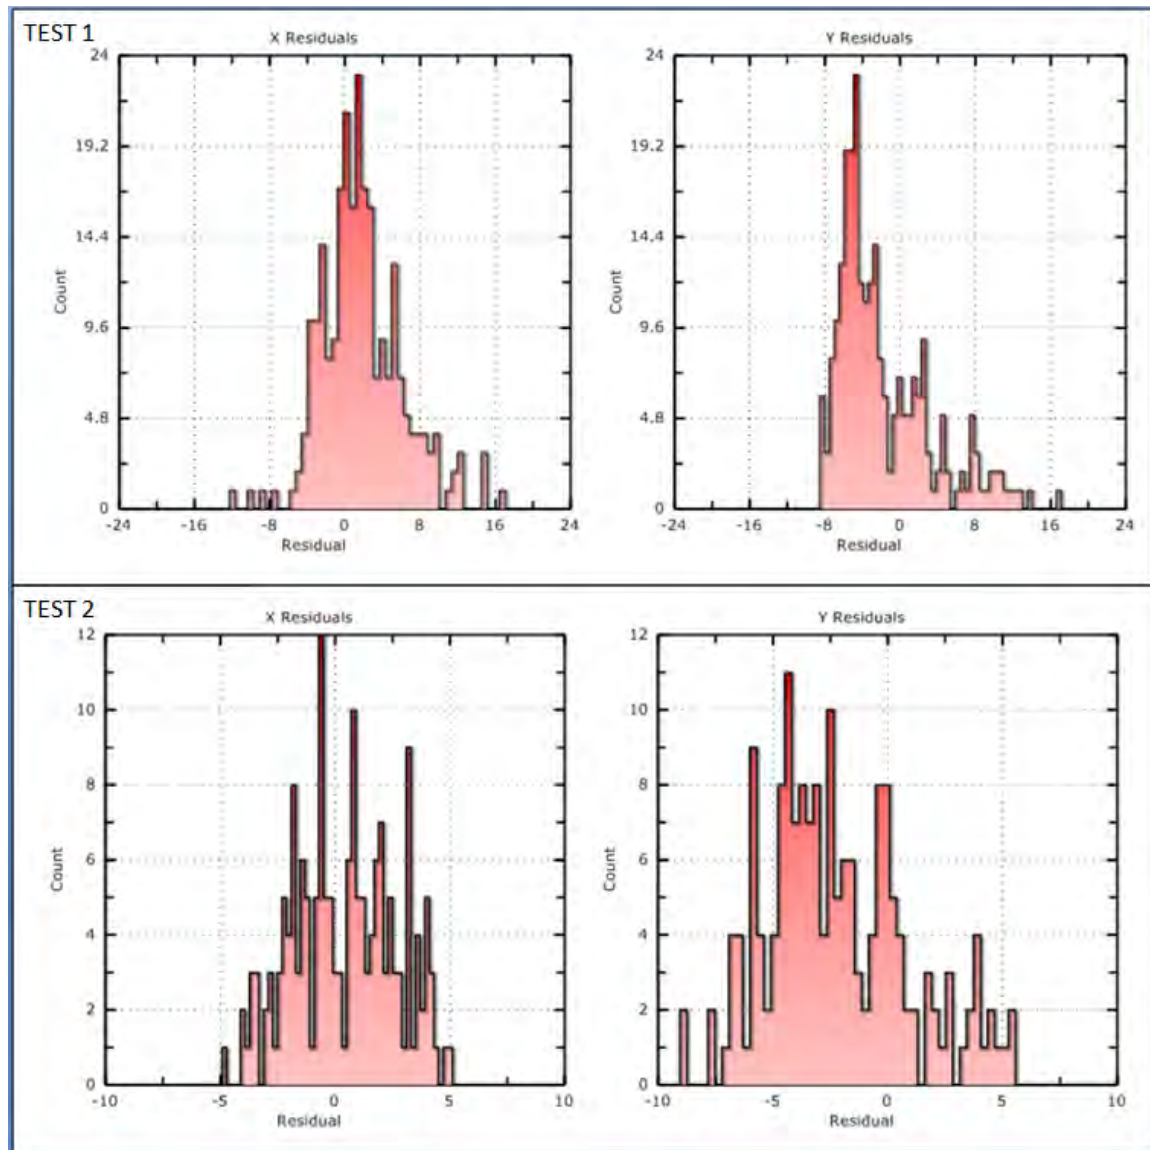 TEST 1
X Residuals
24
19.2
14.4
9.6
4.8
0
Count
-24 -16 -8 0 8 16 24
Residual
Y Residuals
24
19.2
14.4
9.6
4.8
0
Count
-24 -16 -8 0 8 16 24
Residual
TEST 2
X Residuals
12
10
8
6
4
2
0
Count
-10 -5 0 5 10
Residual
Y Residuals
12
10
8
6
4
2
0
Count
-10 -5 0 5 10
Residual